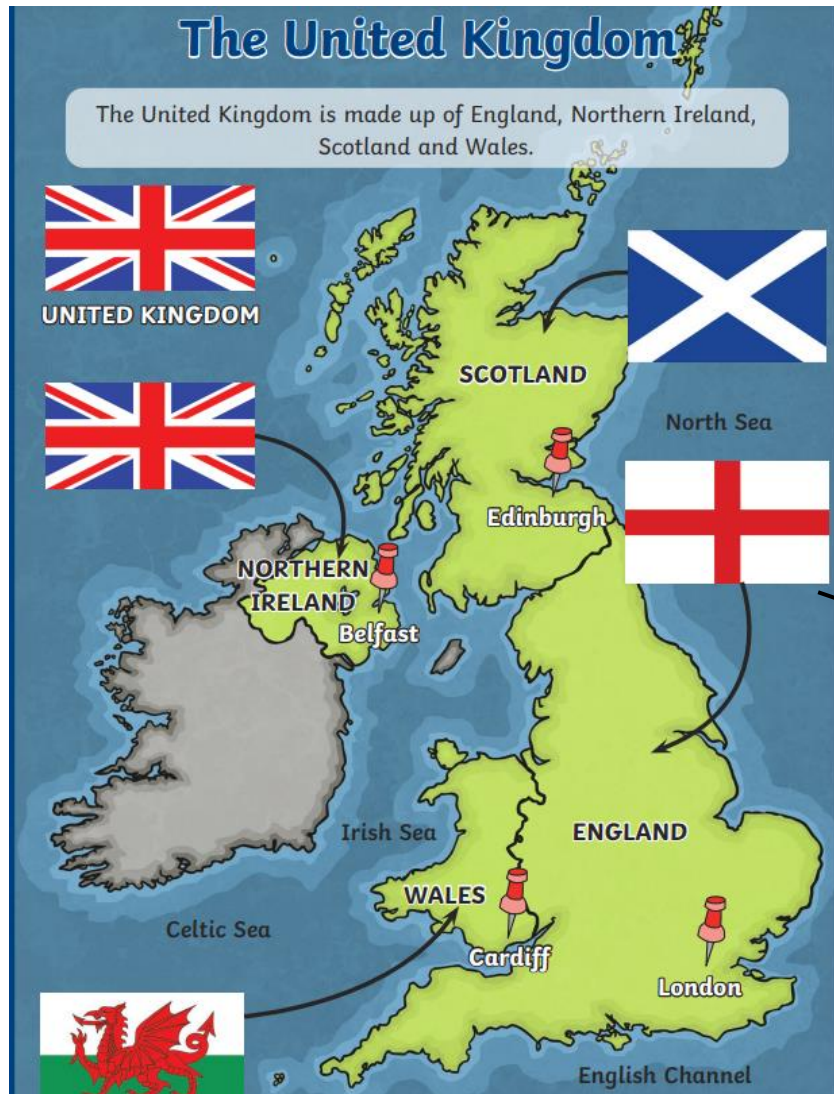 The United Kingdom
The United Kingdom is made up of England, Northern Ireland,
Scotland and Wales.
UNITED KINGDOM
SCOTLAND
North Sea
Edinburgh
NORTHERN
IRELAND
Belfast
Irish Sea
ENGLAND
WALES
Celtic Sea
Cardiff
London
English Channel